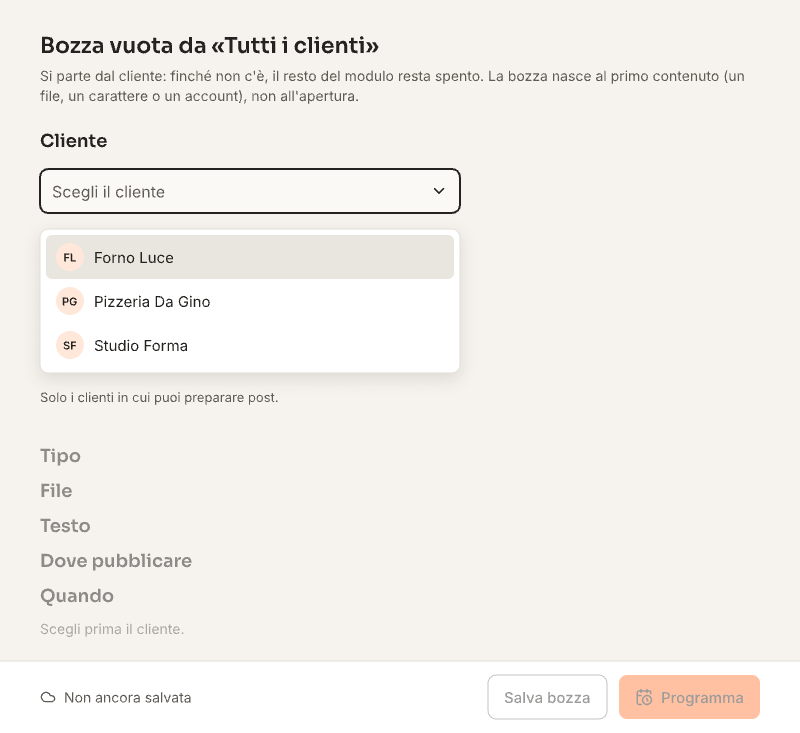 Bozza vuota da «Tutti i clienti»
Si parte dal cliente: finché non c'è, il resto del modulo resta spento. La bozza nasce al primo contenuto (un
file, un carattere o un account), non all'apertura.
Cliente
Scegli il cliente
FL Forno Luce
PG Pizzeria Da Gino
SF Studio Forma
Solo i clienti in cui puoi preparare post.
Tipo
File
Testo
Dove pubblicare
Quando
Scegli prima il cliente.
Non ancora salvata
Salva bozza
Programma